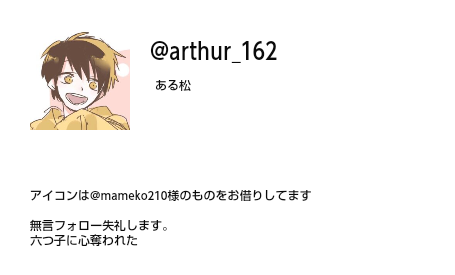 @arthur_162
ある松
アイコンは@mameko210様のものをお借りしてます
無言フォロー失礼します。
六つ子に心奪われた